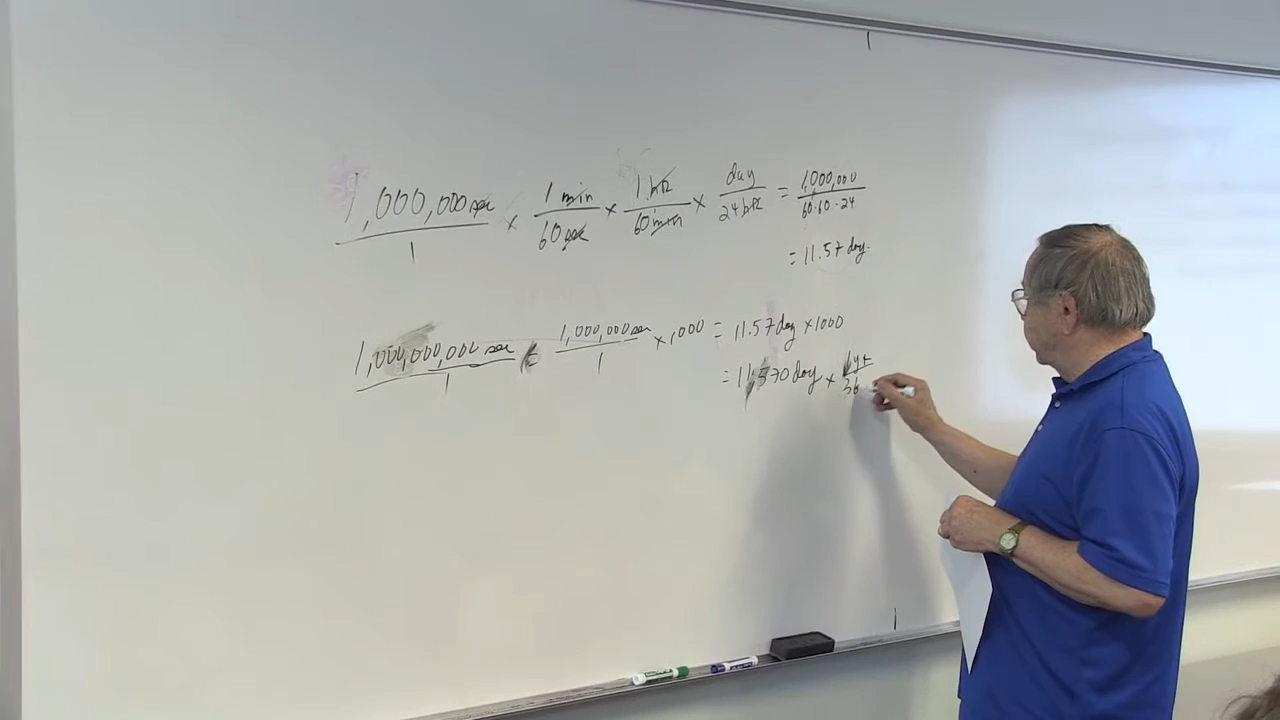 1,000,000 sec / 1 × 1 min / 60 sec × 1 hr / 60 min × day / 24 hr = 1,000,000 / 60·60·24
= 11.57 day.
1,000,000,000 sec / 1 = 1,000,000 sec / 1 × 1000 = 11.57 day × 1000
= 11,570 day × 1 yr / 36